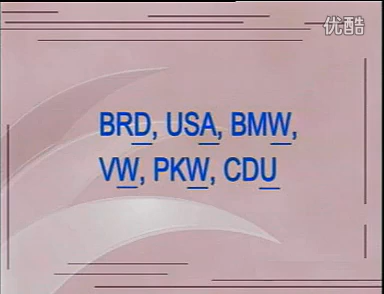 优酷
BRD, USA, BMW,
VW, PKW, CDU